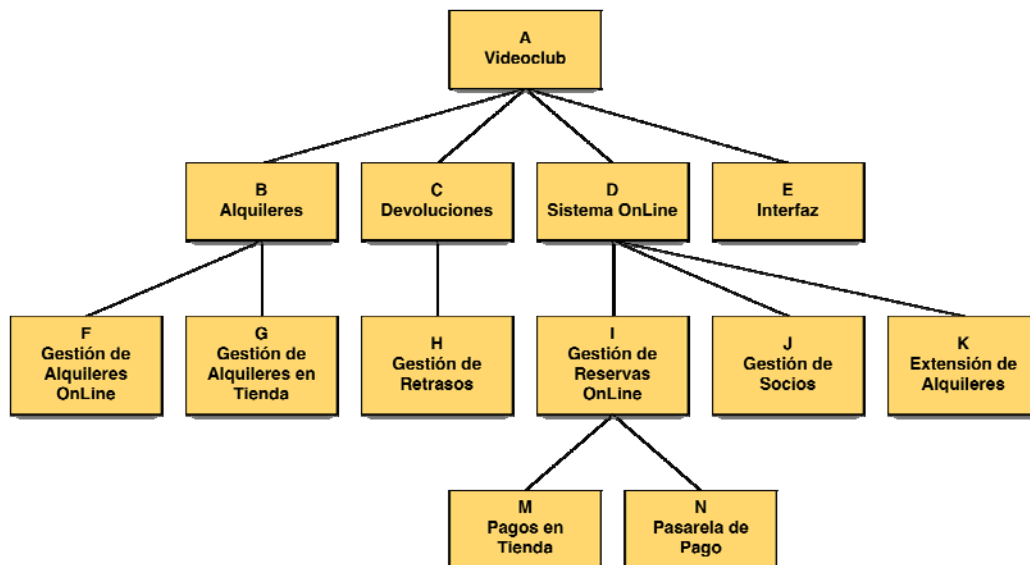 A
Videoclub
B
Alquileres
C
Devoluciones
D
Sistema OnLine
E
Interfaz
F
Gestión de
Alquileres
OnLine
G
Gestión de
Alquileres en
Tienda
H
Gestión de
Retrasos
I
Gestión de
Reservas
OnLine
J
Gestión de
Socios
K
Extensión de
Alquileres
M
Pagos en
Tienda
N
Pasarela de
Pago